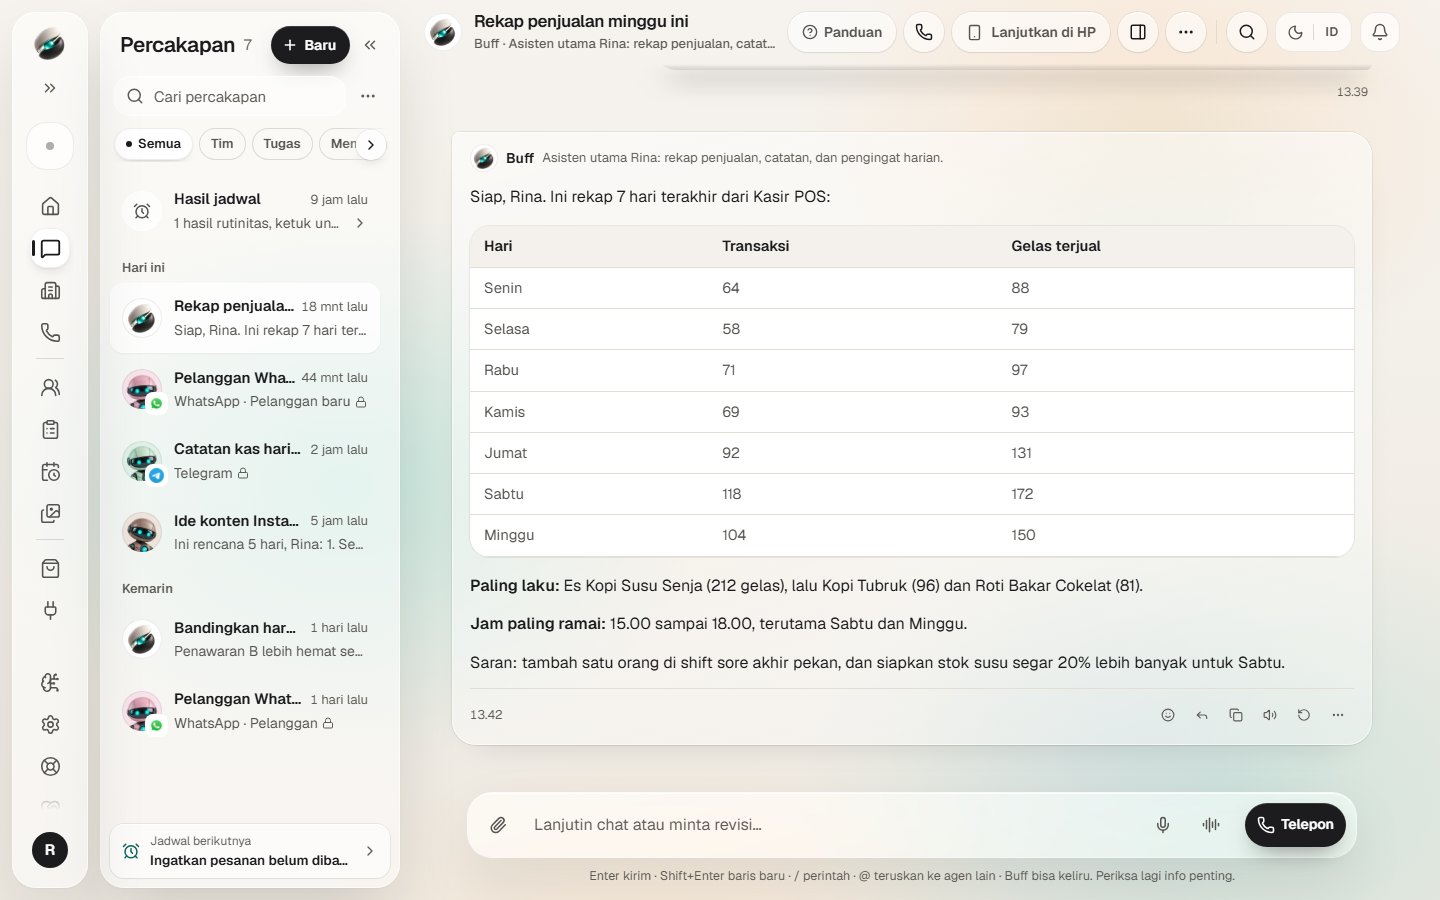 Percakapan 7
Baru
Cari percakapan
Semua
Tim
Tugas
Men
Hasil jadwal
9 jam lalu
1 hasil rutinitas, ketuk un...
Hari ini
Rekap penjuala...
18 mnt lalu
Siap, Rina. Ini rekap 7 hari ter...
Pelanggan Wha...
44 mnt lalu
WhatsApp · Pelanggan baru
Catatan kas hari...
2 jam lalu
Telegram
Ide konten Insta...
5 jam lalu
Ini rencana 5 hari, Rina: 1. Se...
Kemarin
Bandingkan har...
1 hari lalu
Penawaran B lebih hemat se...
Pelanggan What...
1 hari lalu
WhatsApp · Pelanggan
Jadwal berikutnya
Ingatkan pesanan belum diba...
R
Rekap penjualan minggu ini
Buff · Asisten utama Rina: rekap penjualan, catat...
Panduan
Lanjutkan di HP
ID
13.39
Buff Asisten utama Rina: rekap penjualan, catatan, dan pengingat harian.
Siap, Rina. Ini rekap 7 hari terakhir dari Kasir POS:
Hari Transaksi Gelas terjual
Senin 64 88
Selasa 58 79
Rabu 71 97
Kamis 69 93
Jumat 92 131
Sabtu 118 172
Minggu 104 150
Paling laku: Es Kopi Susu Senja (212 gelas), lalu Kopi Tubruk (96) dan Roti Bakar Cokelat (81).
Jam paling ramai: 15.00 sampai 18.00, terutama Sabtu dan Minggu.
Saran: tambah satu orang di shift sore akhir pekan, dan siapkan stok susu segar 20% lebih banyak untuk Sabtu.
13.42
Lanjutin chat atau minta revisi...
Telepon
Enter kirim · Shift+Enter baris baru · / perintah · @ teruskan ke agen lain · Buff bisa keliru. Periksa lagi info penting.